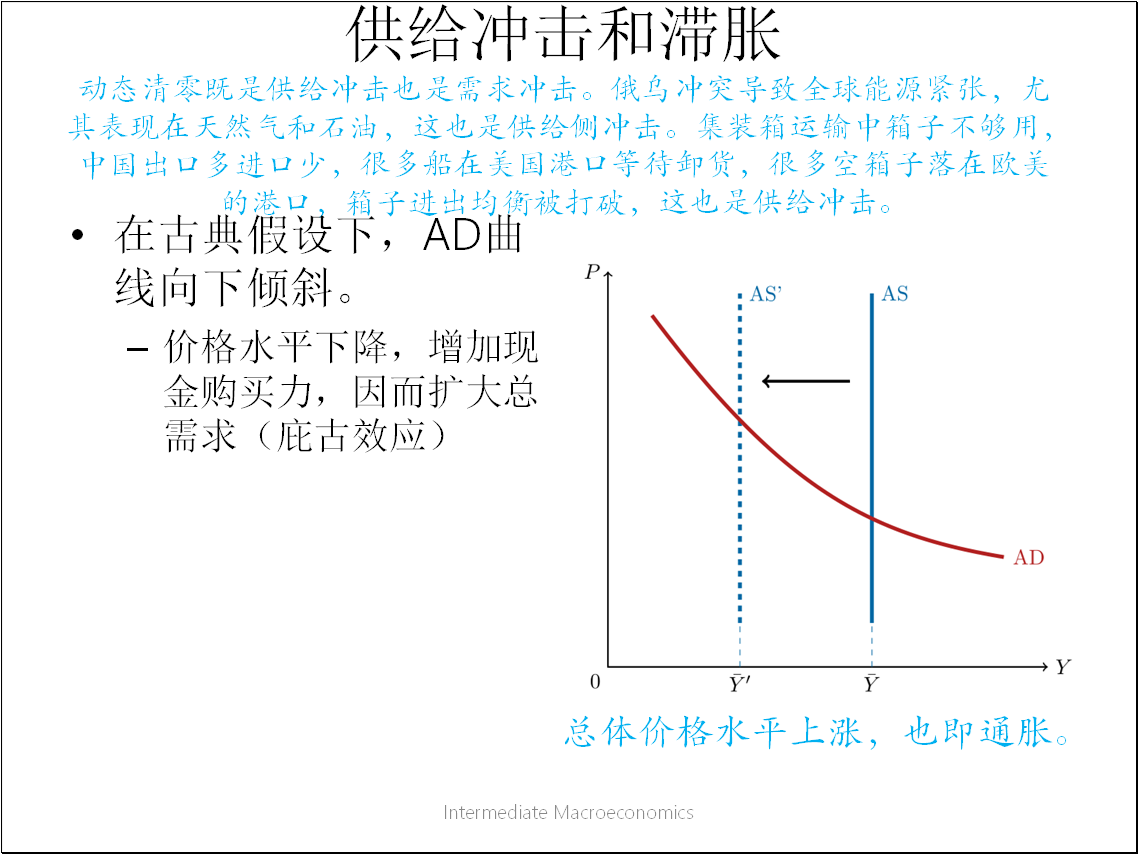 供给冲击和滞胀
动态清零既是供给冲击也是需求冲击。俄乌冲突导致全球能源紧张，尤
其表现在天然气和石油，这也是供给侧冲击。集装箱运输中箱子不够用，
中国出口多进口少，很多船在美国港口等待卸货，很多空箱子落在欧美
的港口，箱子进出均衡被打破，这也是供给冲击。
• 在古典假设下，AD曲
线向下倾斜。
– 价格水平下降，增加现
金购买力，因而扩大总
需求（庇古效应）
P
AS'
AS
AD
Y
0
Ȳ′
Ȳ
总体价格水平上涨，也即通胀。
Intermediate Macroeconomics